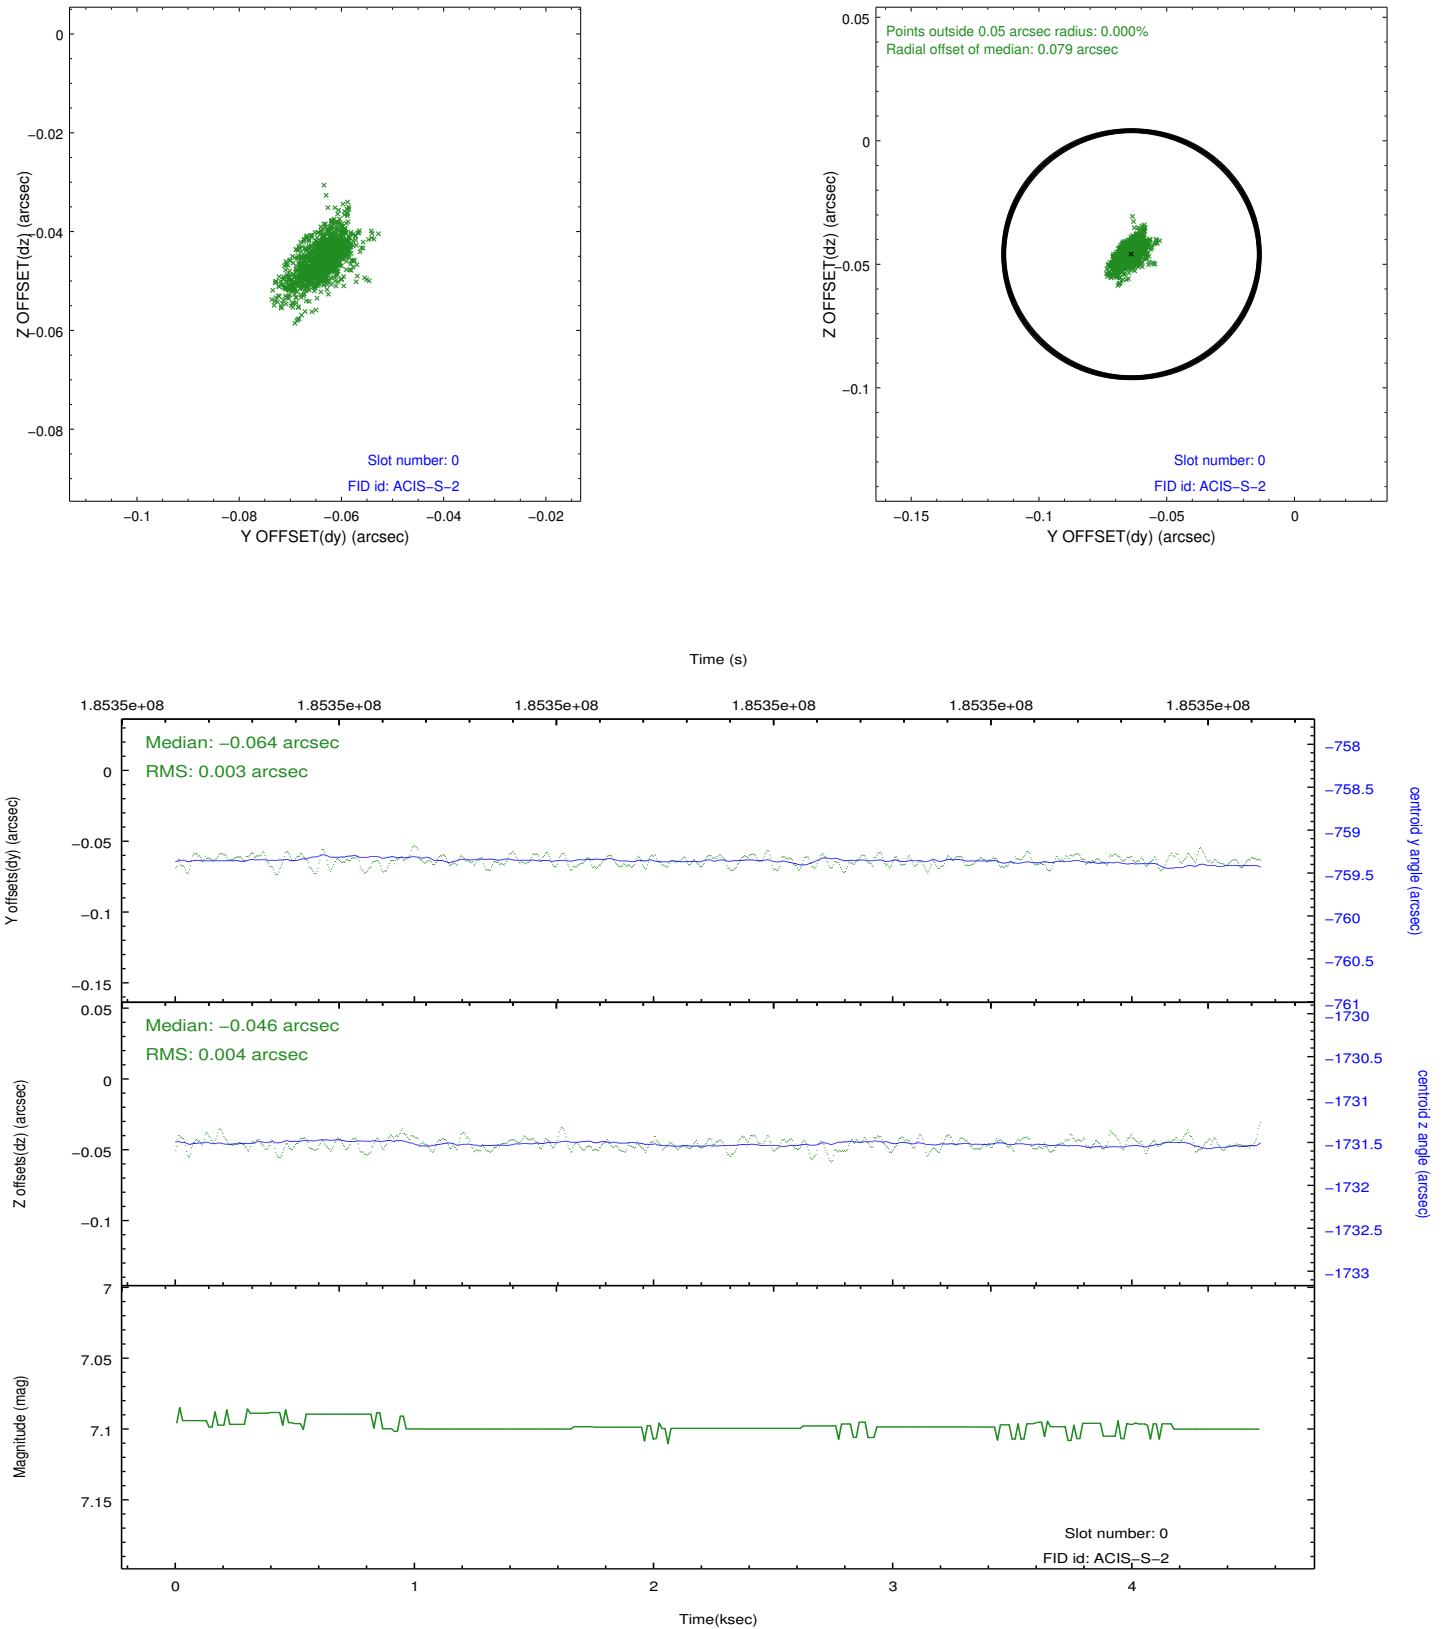 0
−0.02
−0.04
−0.06
−0.08
Z OFFSET(dz) (arcsec)
Slot number: 0
FID id: ACIS−S−2
−0.1
−0.08
−0.06
−0.04
−0.02
Y OFFSET(dy) (arcsec)
Points outside 0.05 arcsec radius: 0.000%
Radial offset of median: 0.079 arcsec
0.05
0
−0.05
−0.1
Z OFFSET(dz) (arcsec)
Slot number: 0
FID id: ACIS−S−2
−0.15
−0.1
−0.05
0
Y OFFSET(dy) (arcsec)
Time (s)
1.8535e+08
1.8535e+08
1.8535e+08
1.8535e+08
1.8535e+08
1.8535e+08
Median: −0.064 arcsec
RMS: 0.003 arcsec
0
−0.05
−0.1
−0.15
Y offsets(dy) (arcsec)
−758
−758.5
−759
−759.5
−760
−760.5
−761
centroid y angle (arcsec)
Median: −0.046 arcsec
RMS: 0.004 arcsec
0.05
0
−0.05
−0.1
Z offsets(dz) (arcsec)
−1730
−1730.5
−1731
−1731.5
−1732
−1732.5
−1733
centroid z angle (arcsec)
7
7.05
7.1
7.15
Magnitude (mag)
Slot number: 0
FID id: ACIS−S−2
0
1
2
3
4
Time(ksec)